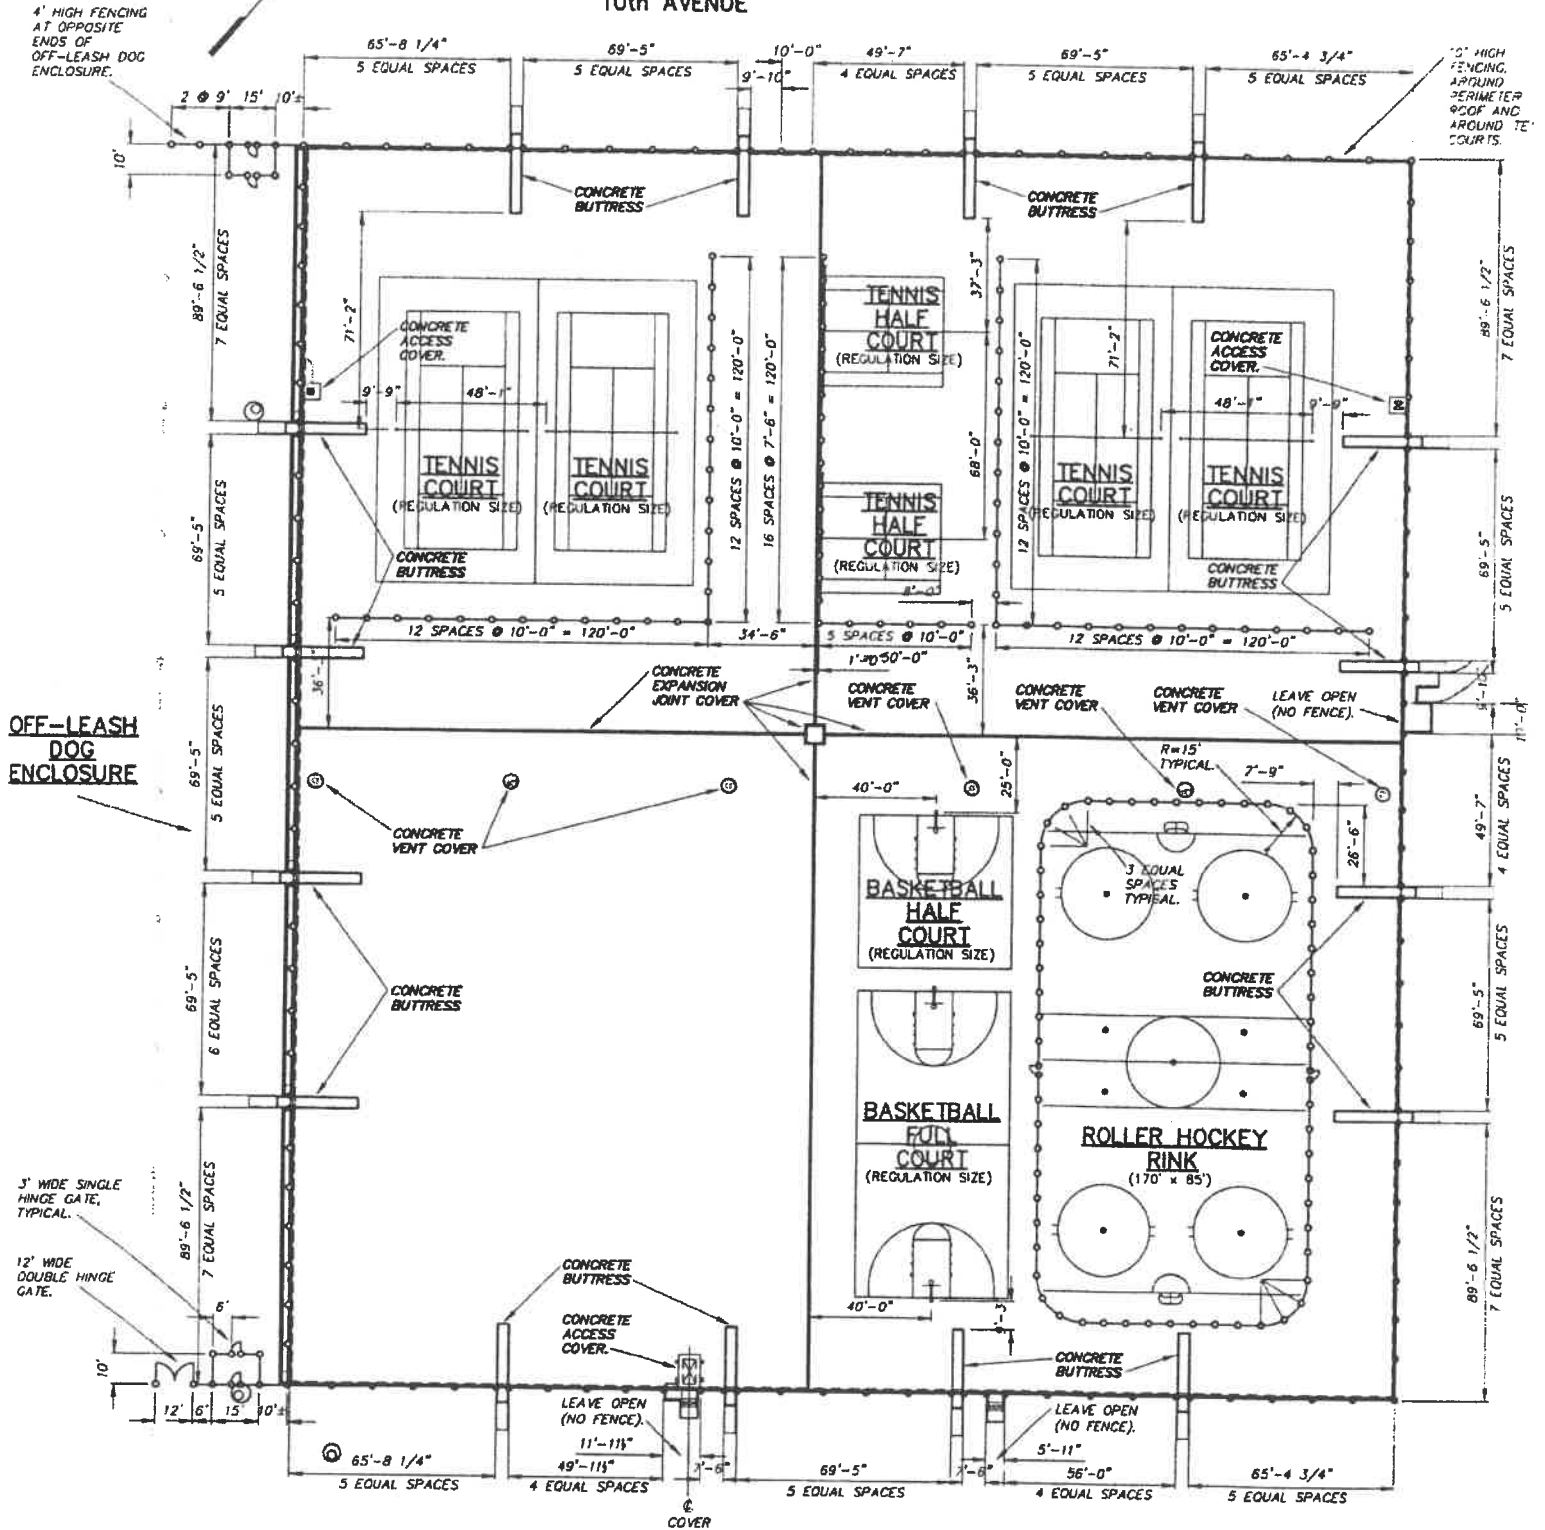 10th AVENUE
4' HIGH FENCING
AT OPPOSITE
ENDS OF
OFF-LEASH DOG
ENCLOSURE.
65'-8 1/4"
5 EQUAL SPACES
69'-5"
5 EQUAL SPACES
10'-0"
9'-10"
49'-7"
4 EQUAL SPACES
69'-5"
5 EQUAL SPACES
65'-4 3/4"
5 EQUAL SPACES
HIGH
FENCING.
AROUND
PERIMETER
ROOF AND
AROUND TE
COURTS.
2 @ 9'
15'
10'±
10'
CONCRETE
BUTTRESS
CONCRETE
BUTTRESS
89'-6 1/2"
7 EQUAL SPACES
71'-2"
CONCRETE
ACCESS
COVER.
9'-9"
48'-1"
TENNIS
COURT
(REGULATION SIZE)
TENNIS
COURT
(REGULATION SIZE)
12 SPACES @ 10'-0" = 120'-0"
16 SPACES @ 7'-6" = 120'-0"
TENNIS
HALF
COURT
(REGULATION SIZE)
37'-3"
68'-0"
TENNIS
HALF
COURT
(REGULATION SIZE)
8'-0"
12 SPACES @ 10'-0" = 120'-0"
71'-2"
CONCRETE
ACCESS
COVER.
48'-1"
9'-9"
TENNIS
COURT
(REGULATION SIZE)
TENNIS
COURT
(REGULATION SIZE)
89'-6 1/2"
7 EQUAL SPACES
69'-5"
5 EQUAL SPACES
CONCRETE
BUTTRESS
CONCRETE
BUTTRESS
69'-5"
5 EQUAL SPACES
12 SPACES @ 10'-0" = 120'-0"
34'-6"
5 SPACES @ 10'-0"
= 50'-0"
1'-0"
12 SPACES @ 10'-0" = 120'-0"
36'-3"
CONCRETE
EXPANSION
JOINT COVER
CONCRETE
VENT COVER
CONCRETE
VENT COVER
CONCRETE
VENT COVER
LEAVE OPEN
(NO FENCE).
OFF-LEASH
DOG
ENCLOSURE
69'-5"
5 EQUAL SPACES
CONCRETE
VENT COVER
40'-0"
25'-0"
R=15'
TYPICAL.
7'-9"
26'-6"
49'-7"
4 EQUAL SPACES
3 EQUAL
SPACES
TYPICAL.
BASKETBALL
HALF
COURT
(REGULATION SIZE)
69'-5"
6 EQUAL SPACES
CONCRETE
BUTTRESS
CONCRETE
BUTTRESS
69'-5"
5 EQUAL SPACES
BASKETBALL
FULL
COURT
(REGULATION SIZE)
ROLLER HOCKEY
RINK
(170' x 85')
3' WIDE SINGLE
HINGE GATE,
TYPICAL.
12' WIDE
DOUBLE HINGE
GATE.
89'-6 1/2"
7 EQUAL SPACES
89'-6 1/2"
7 EQUAL SPACES
6'
10'
CONCRETE
BUTTRESS
CONCRETE
ACCESS
COVER.
40'-0"
CONCRETE
BUTTRESS
12'
6'
15'
10'±
LEAVE OPEN
(NO FENCE).
LEAVE OPEN
(NO FENCE).
65'-8 1/4"
5 EQUAL SPACES
11'-11½"
49'-11½"
4 EQUAL SPACES
7'-6"
69'-5"
5 EQUAL SPACES
7'-6"
5'-11"
56'-0"
4 EQUAL SPACES
65'-4 3/4"
5 EQUAL SPACES
COVER